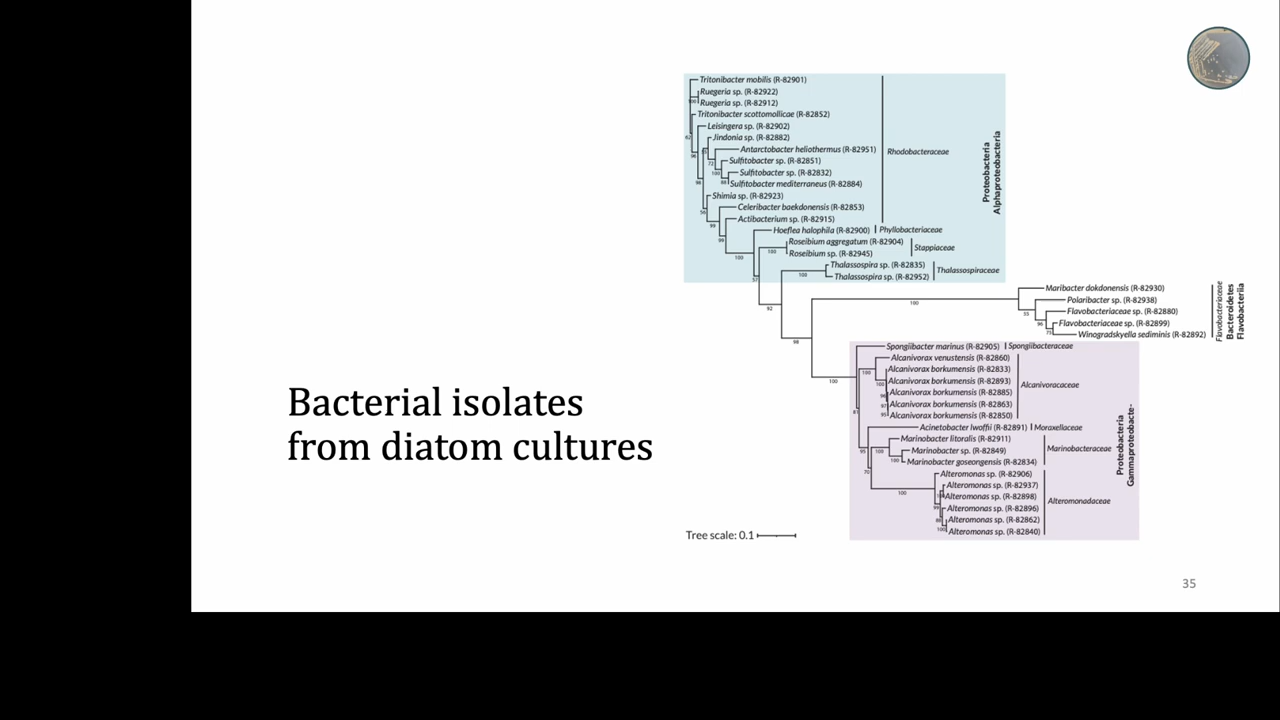 Bacterial isolates
from diatom cultures
Tritonibacter mobilis (R-82901)
Ruegeria sp. (R-82922)
Ruegeria sp. (R-82912)
Tritonibacter scottomollicae (R-82852)
Leisingera sp. (R-82902)
Jindonia sp. (R-82882)
Antarctobacter heliothermus (R-82951)
Sulfitobacter sp. (R-82851)
Sulfitobacter sp. (R-82832)
Sulfitobacter mediterraneus (R-82884)
Shimia sp. (R-82923)
Celeribacter baekdonensis (R-82853)
Actibacterium sp. (R-82915)
Rhodobacteraceae
Hoeflea halophila (R-82900)
Phyllobacteriaceae
Roseibium aggregatum (R-82904)
Roseibium sp. (R-82945)
Stappiaceae
Thalassospira sp. (R-82835)
Thalassospira sp. (R-82952)
Thalassospiraceae
Proteobacteria
Alphaproteobacteria
Maribacter dokdonensis (R-82930)
Polaribacter sp. (R-82938)
Flavobacteriaceae sp. (R-82880)
Flavobacteriaceae sp. (R-82899)
Winogradskyella sediminis (R-82892)
Flavobacteriaceae
Bacteroidetes
Flavobacteriia
Spongiibacter marinus (R-82905)
Spongiibacteraceae
Alcanivorax venustensis (R-82860)
Alcanivorax borkumensis (R-82833)
Alcanivorax borkumensis (R-82893)
Alcanivorax borkumensis (R-82885)
Alcanivorax borkumensis (R-82863)
Alcanivorax borkumensis (R-82850)
Alcanivoracaceae
Acinetobacter lwoffii (R-82891)
Moraxellaceae
Marinobacter litoralis (R-82911)
Marinobacter sp. (R-82849)
Marinobacter goseongensis (R-82834)
Marinobacteraceae
Alteromonas sp. (R-82906)
Alteromonas sp. (R-82937)
Alteromonas sp. (R-82898)
Alteromonas sp. (R-82896)
Alteromonas sp. (R-82862)
Alteromonas sp. (R-82840)
Alteromonadaceae
Proteobacteria
Gammaproteobacte-
Tree scale: 0.1
35